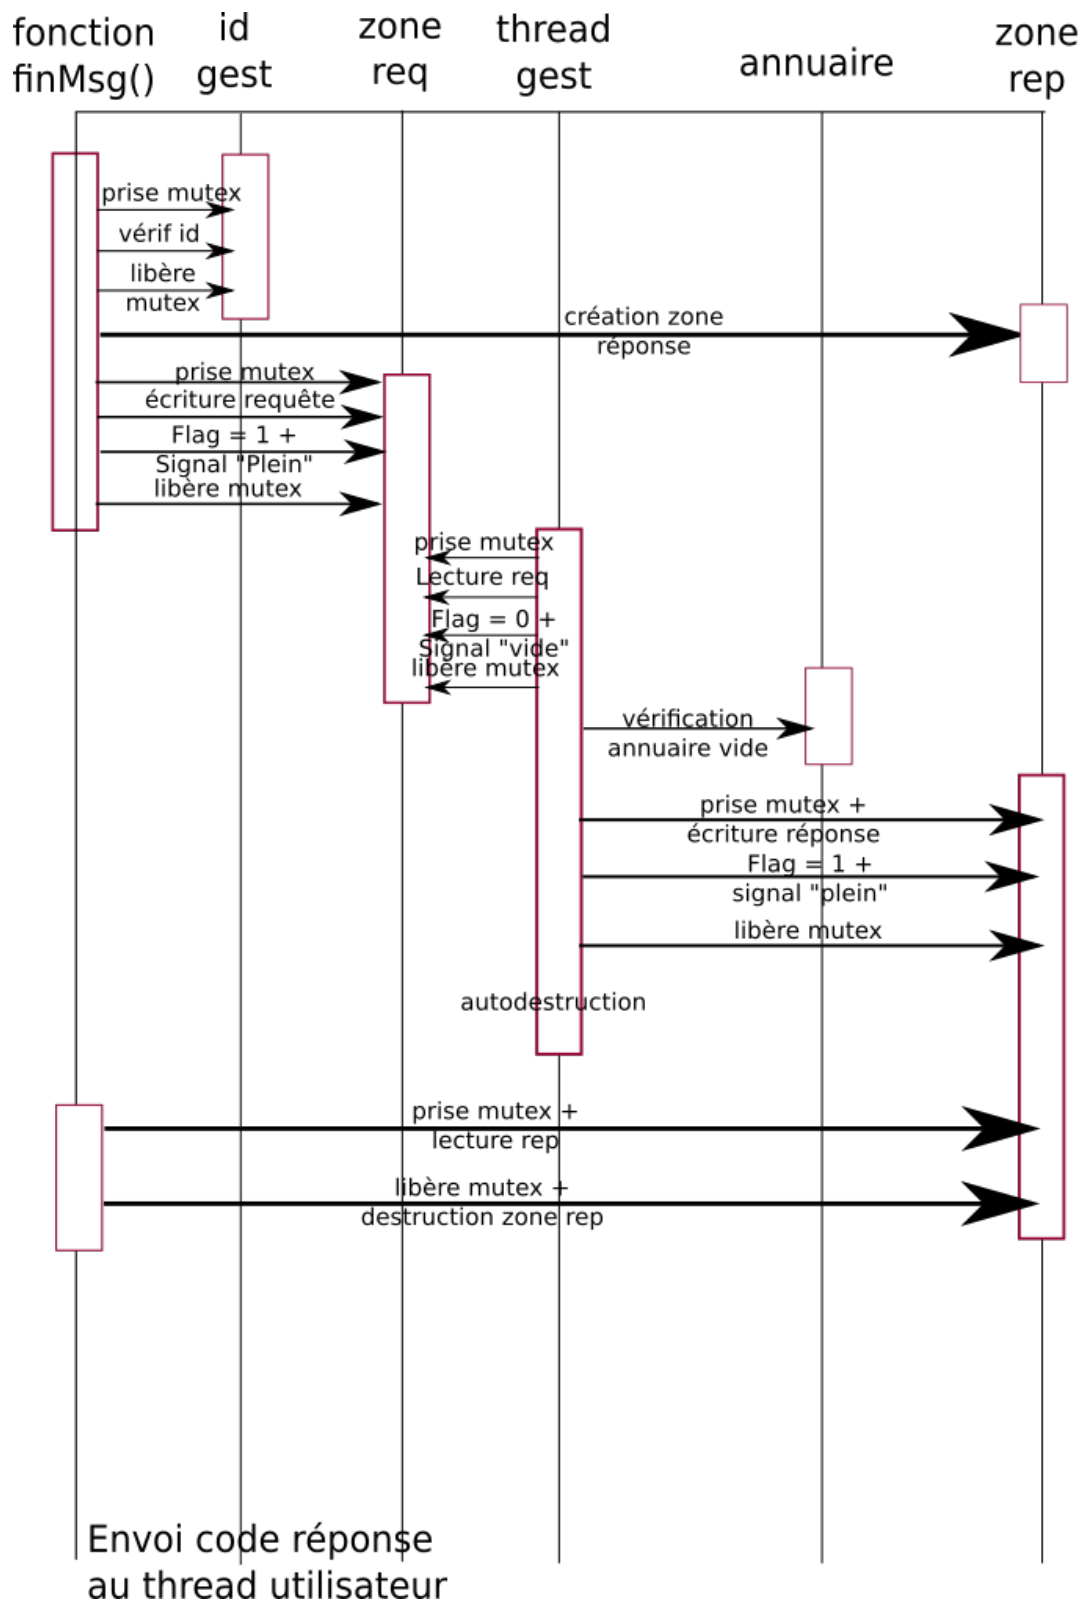 fonction
finMsg()
id
gest
zone
req
thread
gest
annuaire
zone
rep
prise mutex
vérif id
libère
mutex
création zone
réponse
prise mutex
écriture requête
Flag = 1 +
Signal "Plein"
libère mutex
prise mutex
Lecture req
Flag = 0 +
Signal "vide"
libère mutex
vérification
annuaire vide
prise mutex +
écriture réponse
Flag = 1 +
signal "plein"
libère mutex
autodestruction
prise mutex +
lecture rep
libère mutex +
destruction zone rep
Envoi code réponse
au thread utilisateur